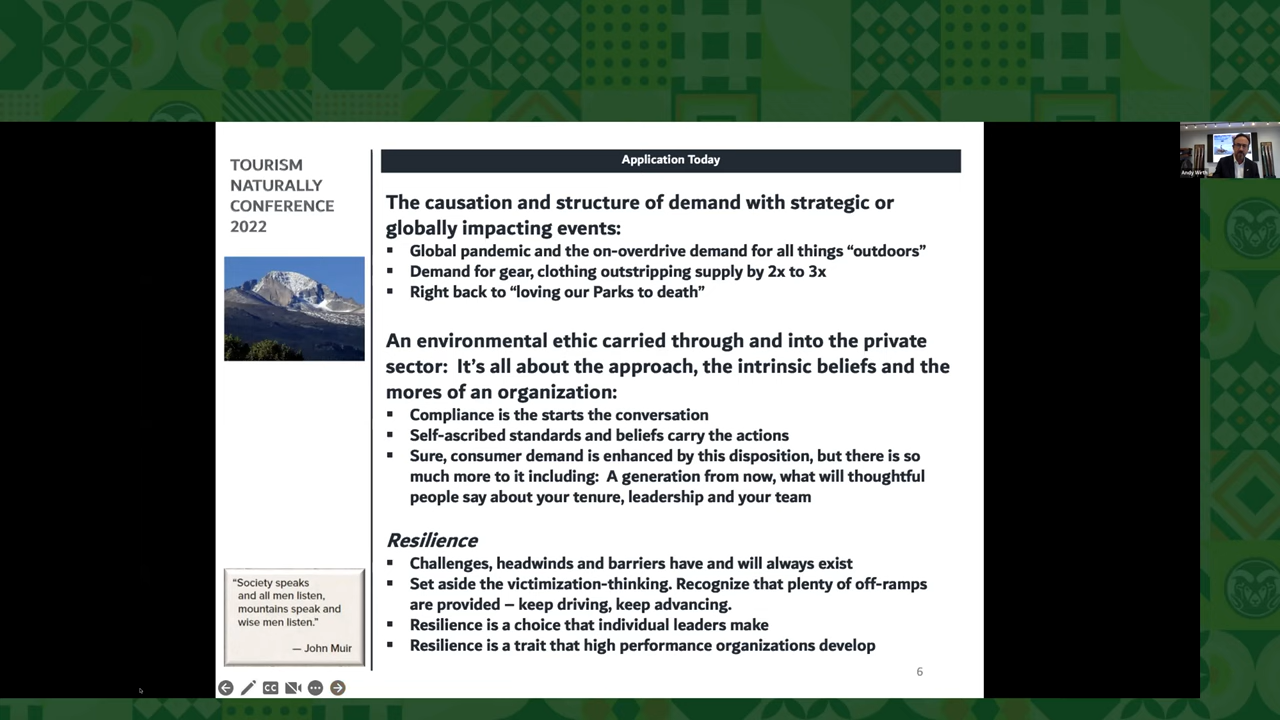 TOURISM
NATURALLY
CONFERENCE
2022
Application Today
The causation and structure of demand with strategic or
globally impacting events:
▪ Global pandemic and the on-overdrive demand for all things “outdoors”
▪ Demand for gear, clothing outstripping supply by 2x to 3x
▪ Right back to “loving our Parks to death”
An environmental ethic carried through and into the private
sector: It’s all about the approach, the intrinsic beliefs and the
mores of an organization:
▪ Compliance is the starts the conversation
▪ Self-ascribed standards and beliefs carry the actions
▪ Sure, consumer demand is enhanced by this disposition, but there is so
much more to it including: A generation from now, what will thoughtful
people say about your tenure, leadership and your team
Resilience
▪ Challenges, headwinds and barriers have and will always exist
▪ Set aside the victimization-thinking. Recognize that plenty of off-ramps
are provided – keep driving, keep advancing.
▪ Resilience is a choice that individual leaders make
▪ Resilience is a trait that high performance organizations develop
“Society speaks
and all men listen,
mountains speak and
wise men listen.”
— John Muir
6
CC
Andy Wirth